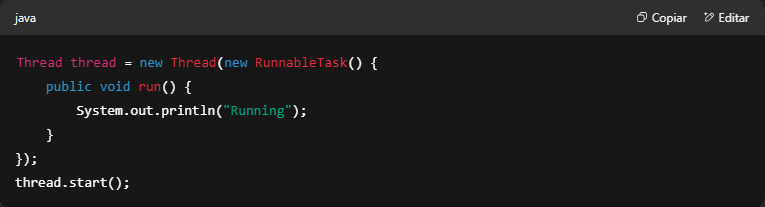 java Copiar Editar
Thread thread = new Thread(new RunnableTask() {
    public void run() {
        System.out.println("Running");
    }
});
thread.start();